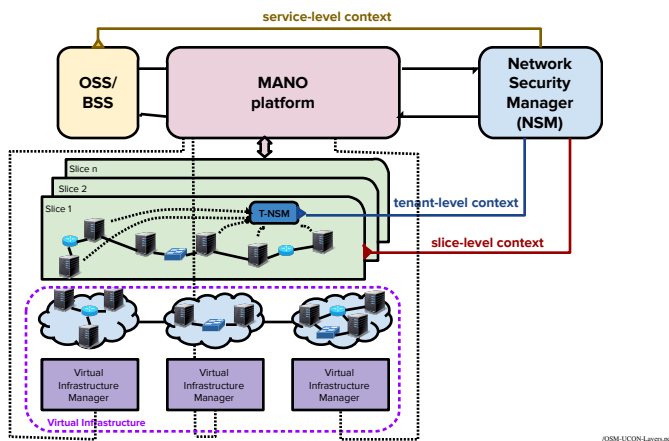 service-level context
OSS/
BSS
MANO
platform
Network
Security
Manager
(NSM)
Slice n
Slice 2
Slice 1
T-NSM
tenant-level context
slice-level context
Virtual
Infrastructure
Manager
Virtual
Infrastructure
Manager
Virtual
Infrastructure
Manager
Virtual Infrastructure